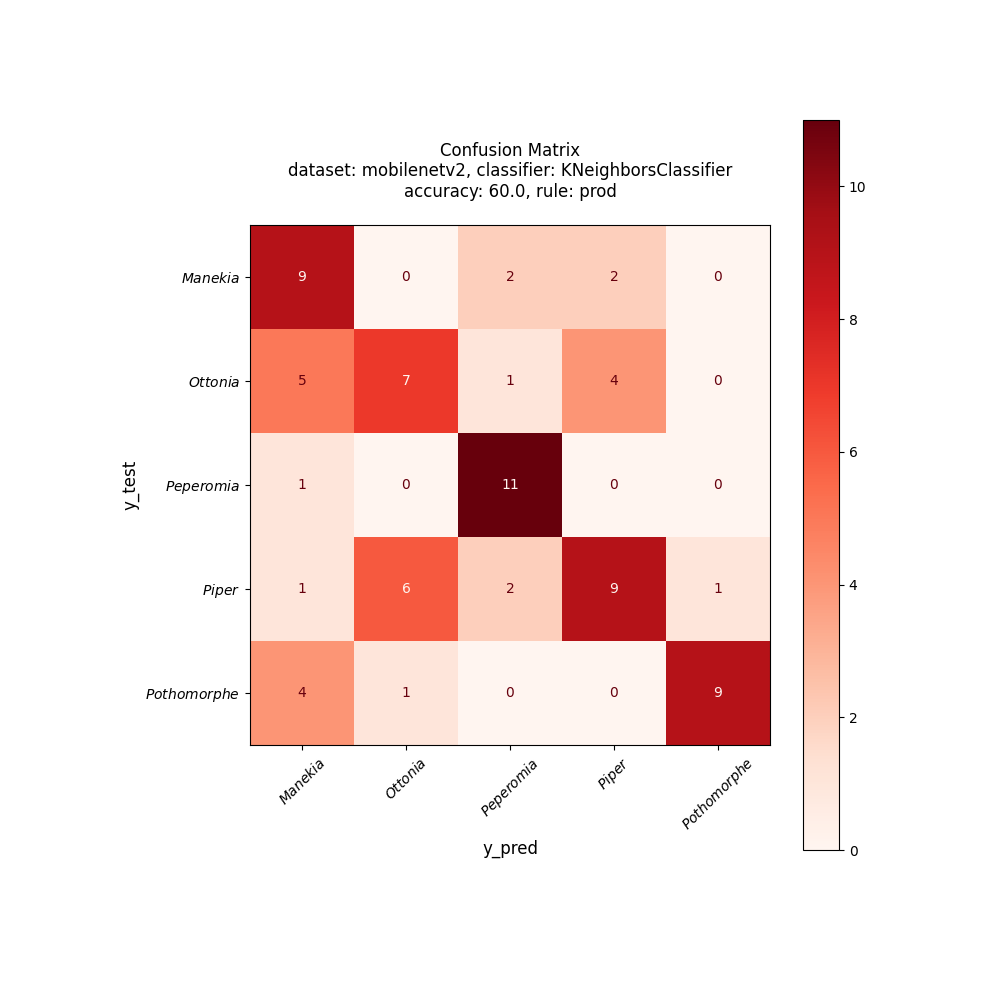 Confusion Matrix
dataset: mobilenetv2, classifier: KNeighborsClassifier
accuracy: 60.0, rule: prod
y_test
Manekia 9 0 2 2 0
Ottonia 5 7 1 4 0
Peperomia 1 0 11 0 0
Piper 1 6 2 9 1
Pothomorphe 4 1 0 0 9
Manekia Ottonia Peperomia Piper Pothomorphe
y_pred
10
8
6
4
2
0